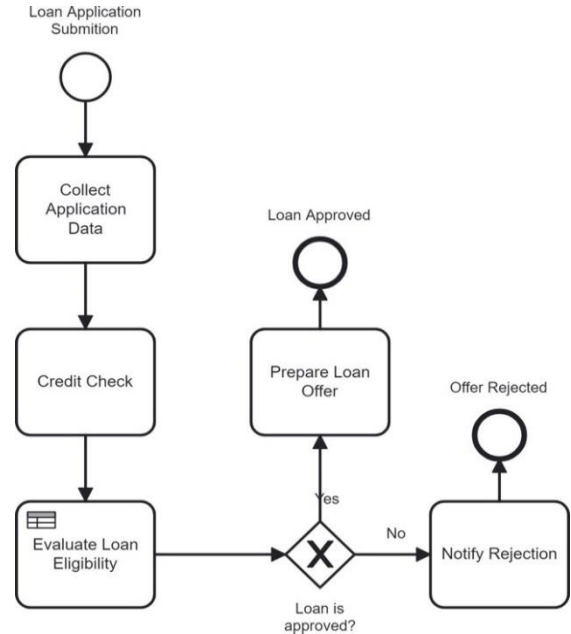 Loan Application
Submition
Collect
Application
Data
Credit Check
Evaluate Loan
Eligibility
Loan is
approved?
Yes
Prepare Loan
Offer
Loan Approved
No
Notify Rejection
Offer Rejected